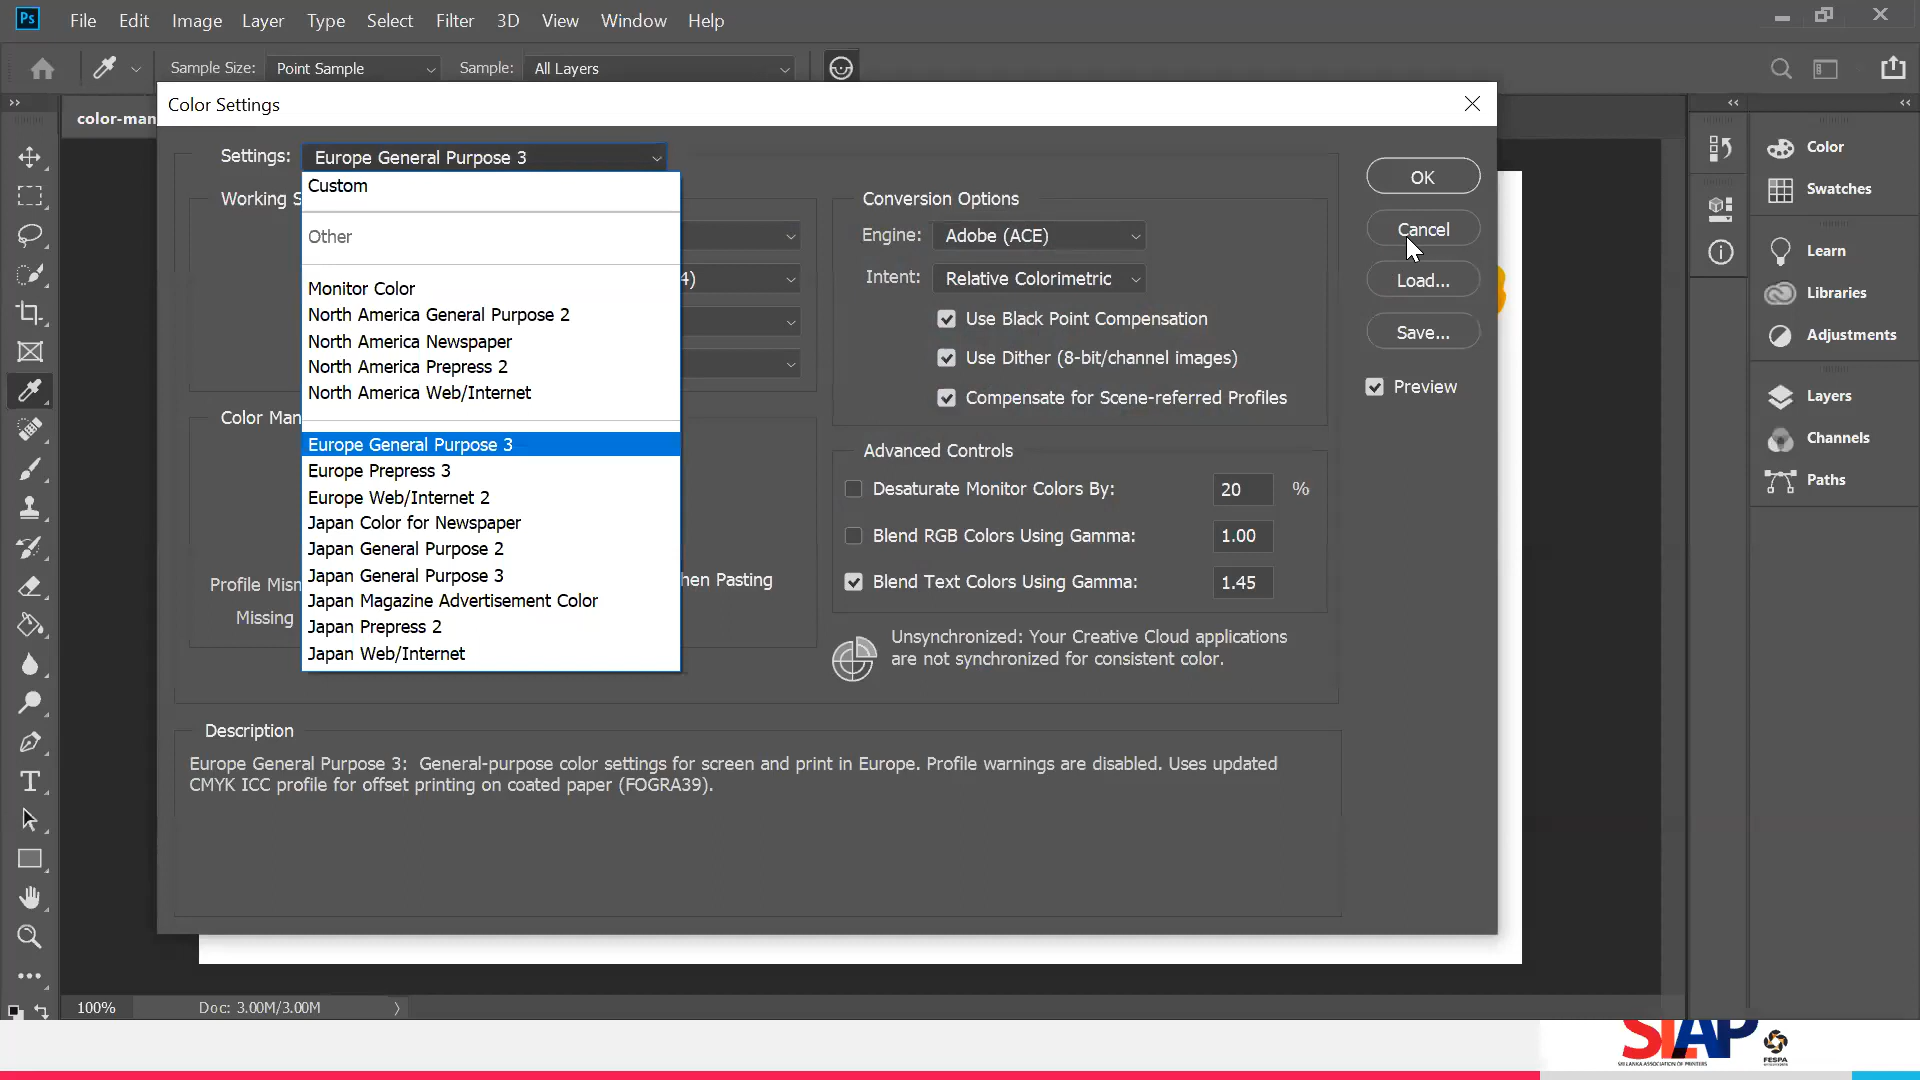 Ps File Edit Image Layer Type Select Filter 3D View Window Help
Sample Size: Point Sample Sample: All Layers
color-man
Color Settings
Settings: Europe General Purpose 3
Custom
Other
Monitor Color
North America General Purpose 2
North America Newspaper
North America Prepress 2
North America Web/Internet
Europe General Purpose 3
Europe Prepress 3
Europe Web/Internet 2
Japan Color for Newspaper
Japan General Purpose 2
Japan General Purpose 3
Japan Magazine Advertisement Color
Japan Prepress 2
Japan Web/Internet
Working S
4)
Color Man
Profile Mism
hen Pasting
Missing
Conversion Options
Engine: Adobe (ACE)
Intent: Relative Colorimetric
Use Black Point Compensation
Use Dither (8-bit/channel images)
Compensate for Scene-referred Profiles
Advanced Controls
Desaturate Monitor Colors By: 20 %
Blend RGB Colors Using Gamma: 1.00
Blend Text Colors Using Gamma: 1.45
Unsynchronized: Your Creative Cloud applications
are not synchronized for consistent color.
OK
Cancel
Load...
Save...
Preview
Description
Europe General Purpose 3: General-purpose color settings for screen and print in Europe. Profile warnings are disabled. Uses updated
CMYK ICC profile for offset printing on coated paper (FOGRA39).
Color
Swatches
Learn
Libraries
Adjustments
Layers
Channels
Paths
100% Doc: 3.00M/3.00M
SLAP
SRI LANKA ASSOCIATION OF PRINTERS
FESPA